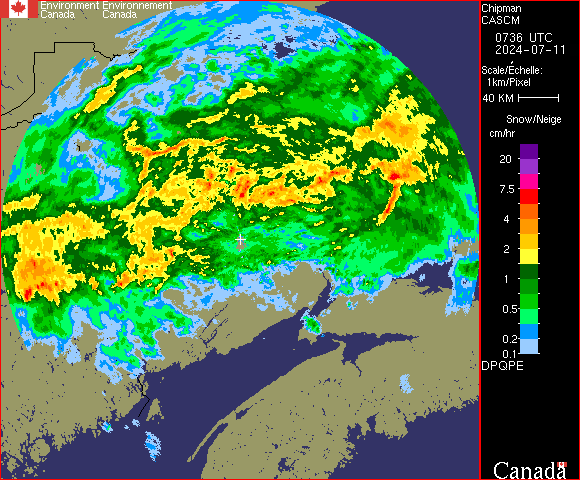 Environment Environnement
Canada Canada
Chipman
CASCM
0736 UTC
2024-07-11
Scale/Échelle:
1km/Pixel
40 KM
Snow/Neige
cm/hr
20
7.5
4
2
1
0.5
0.2
0.1
DPQPE
Canada